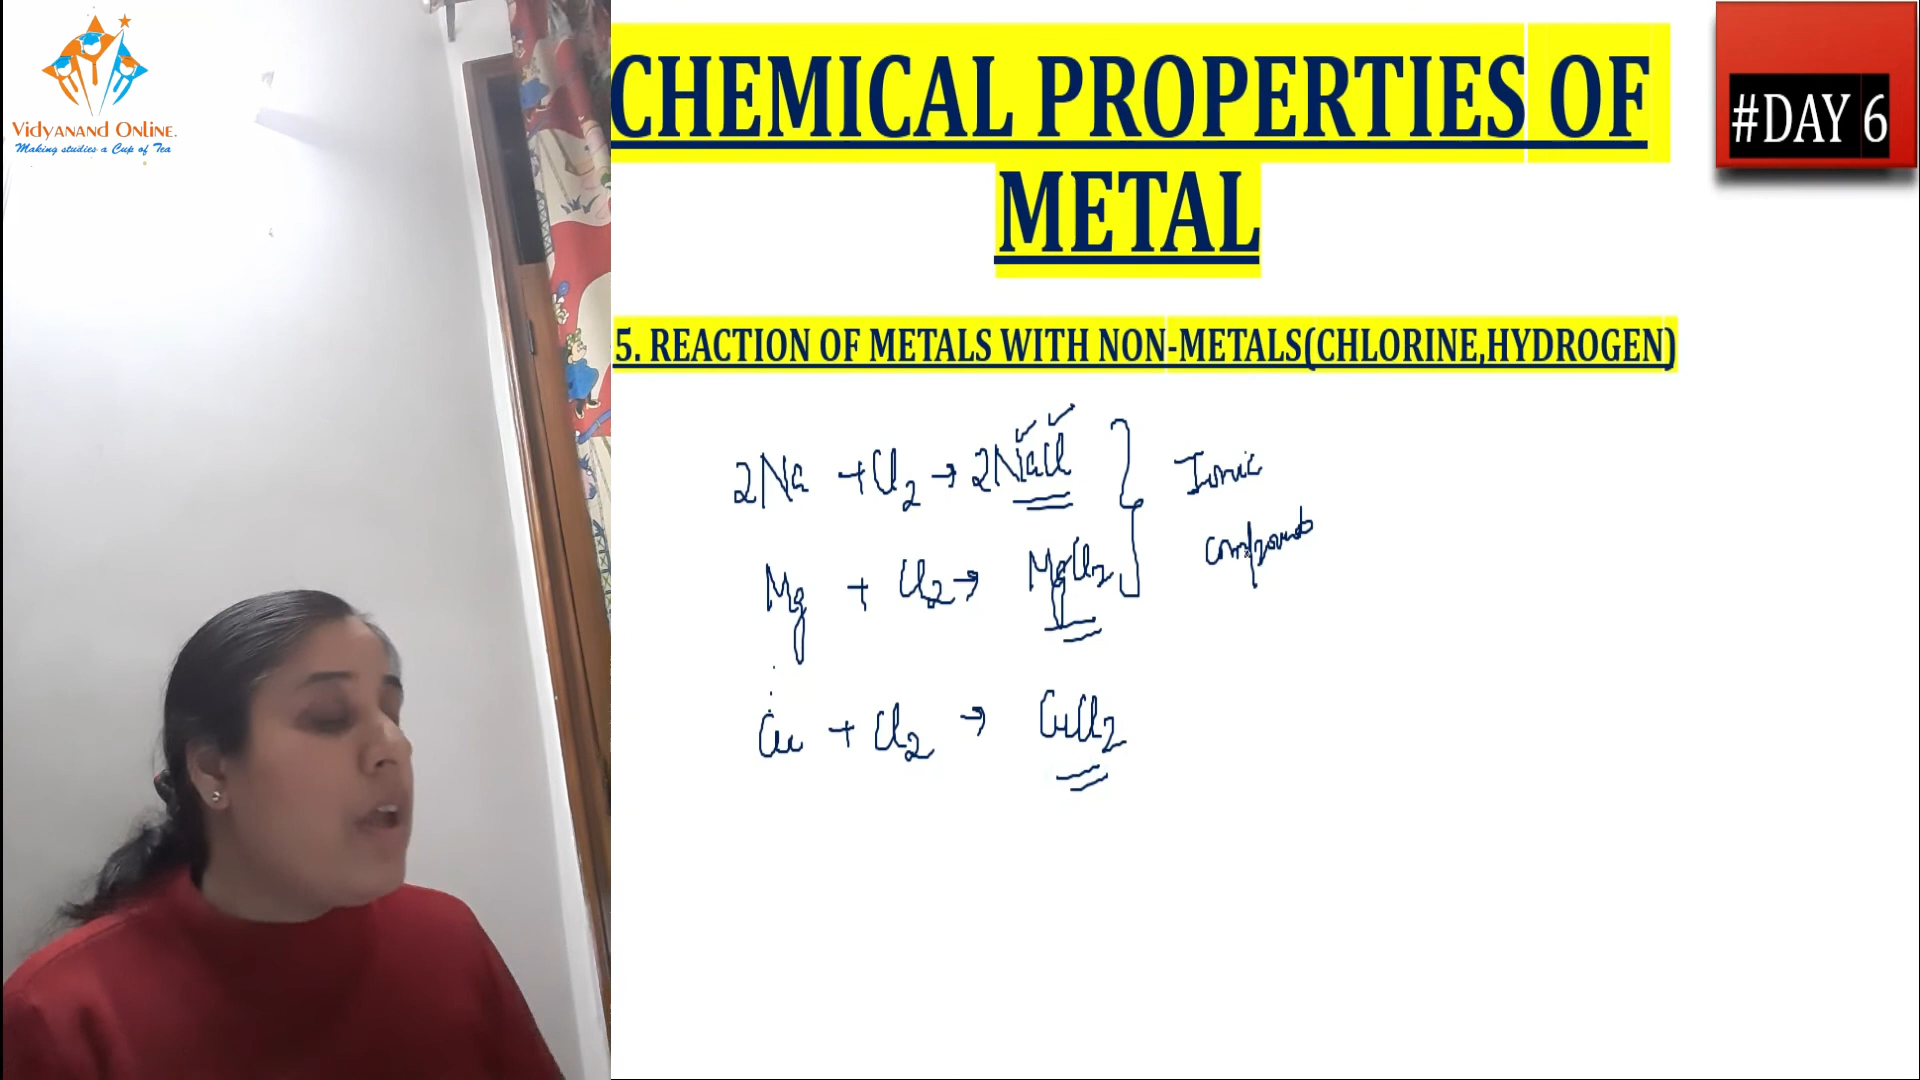 Vidyanand Online.
Making studies a Cup of Tea
CHEMICAL PROPERTIES OF
METAL
#DAY 6
5. REACTION OF METALS WITH NON-METALS(CHLORINE,HYDROGEN)
2Na + Cl2 → 2NaCl
Ionic
compounds
Mg + Cl2 → MgCl2
Cu + Cl2 → CuCl2